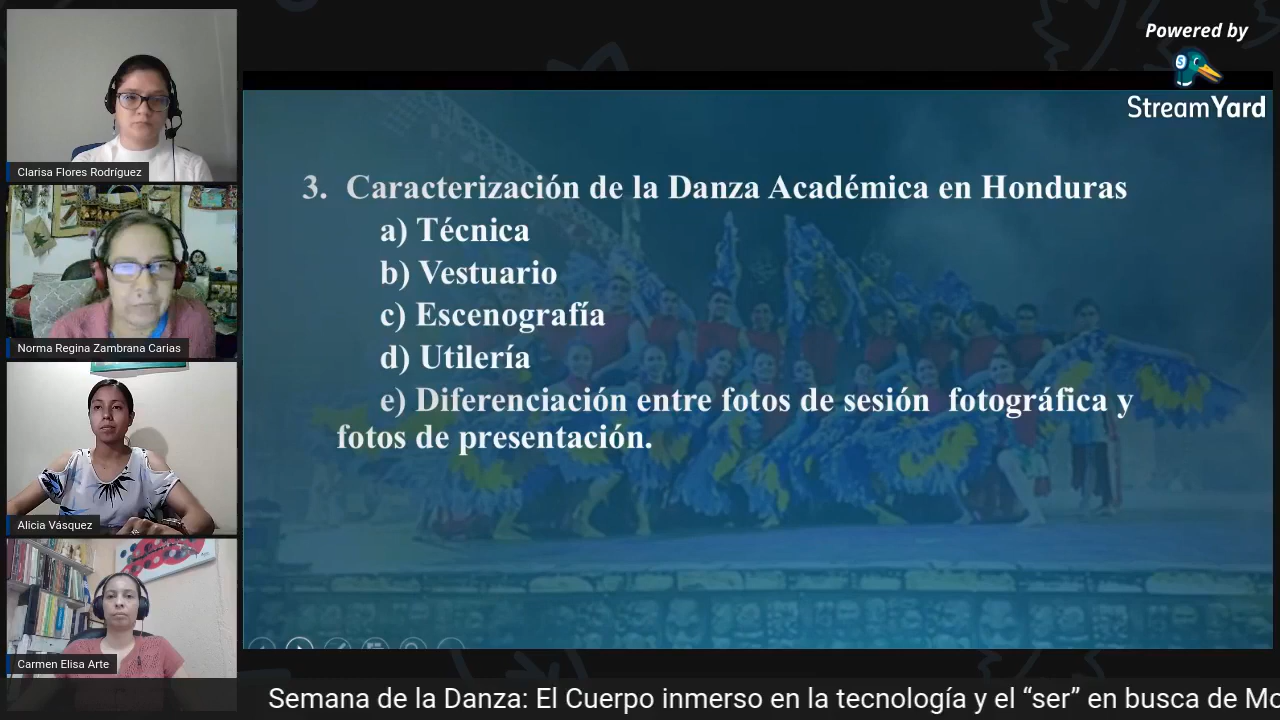 Powered by
StreamYard
Clarisa Flores Rodríguez
Norma Regina Zambrana Carias
Alicia Vásquez
Carmen Elisa Arte
3. Caracterización de la Danza Académica en Honduras
a) Técnica
b) Vestuario
c) Escenografía
d) Utilería
e) Diferenciación entre fotos de sesión fotográfica y
fotos de presentación.
Semana de la Danza: El Cuerpo inmerso en la tecnología y el “ser” en busca de Mo